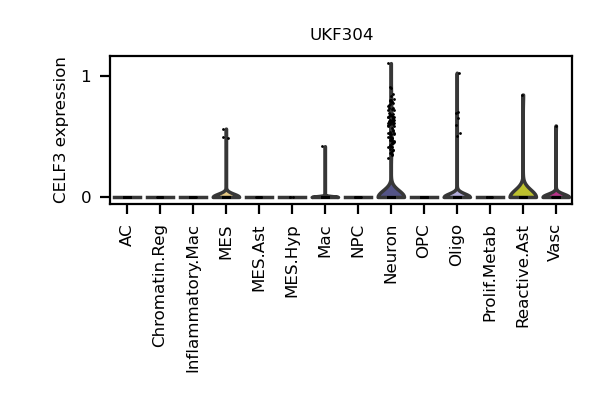 UKF304
CELF3 expression
1
0
AC
Chromatin.Reg
Inflammatory.Mac
MES
MES.Ast
MES.Hyp
Mac
NPC
Neuron
OPC
Oligo
Prolif.Metab
Reactive.Ast
Vasc